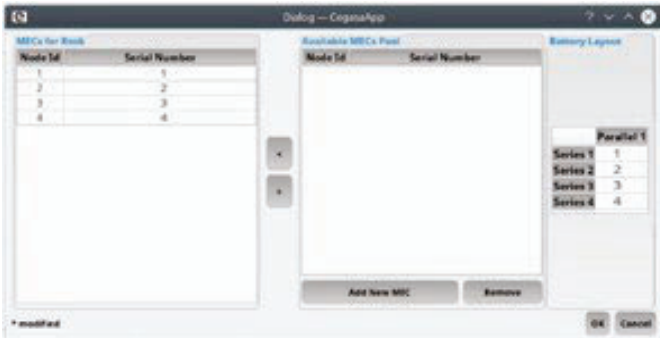 Dialog — CegasaApp
MECs for Book
Node Id Serial Number
1 1
2 2
3 3
4 4
Available MECs Pool
Node Id Serial Number
Add New MEC Remove
Battery Layout
Parallel 1
Series 1 1
Series 2 2
Series 3 3
Series 4 4
* modified
OK Cancel